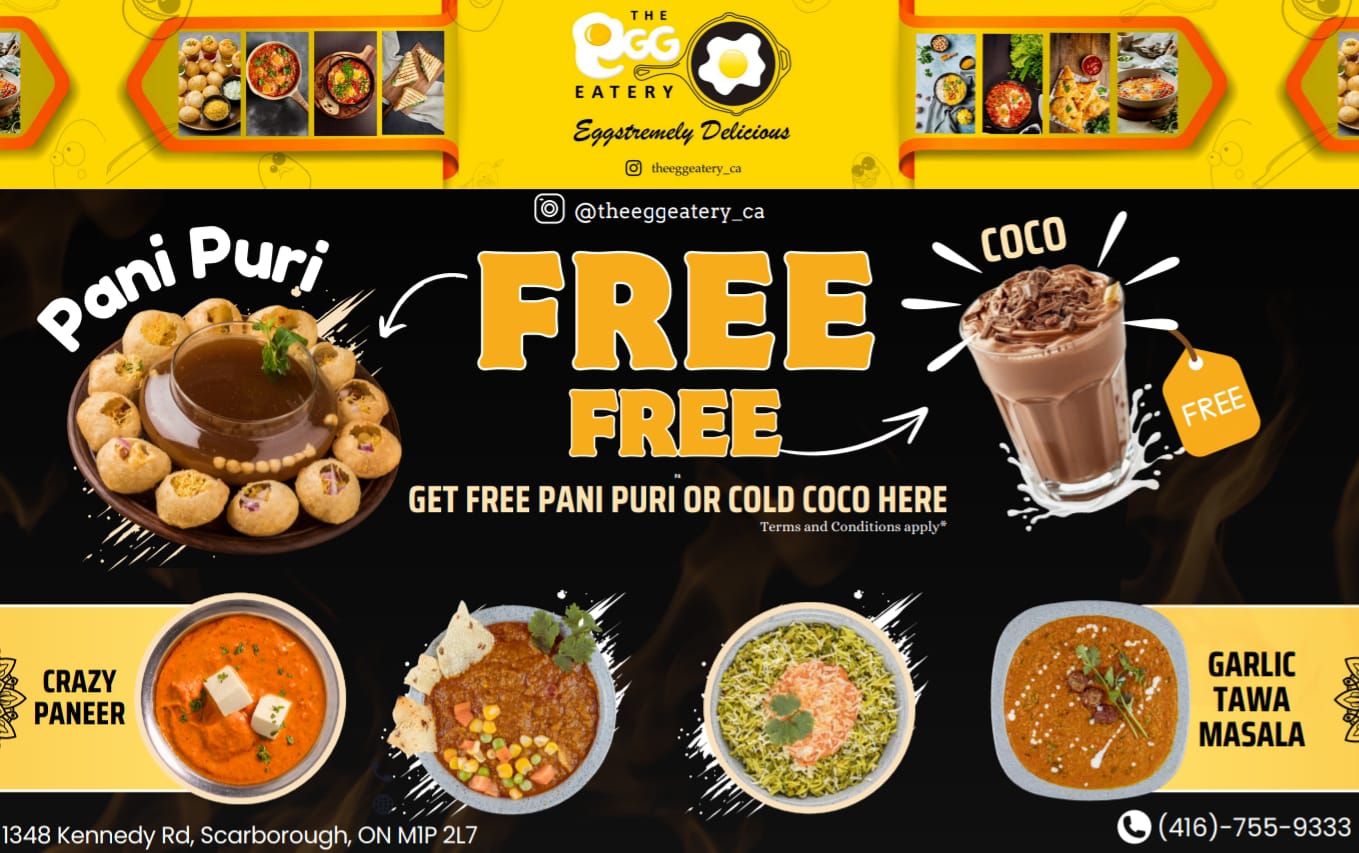 THE
eGG
EATERY
Eggstremely Delicious
theeggeatery_ca
@theeggeatery_ca
Pani Puri
FREE
COCO
FREE
FREE
GET FREE PANI PURI OR COLD COCO HERE
Terms and Conditions apply*
CRAZY
PANEER
GARLIC
TAWA
MASALA
1348 Kennedy Rd, Scarborough, ON M1P 2L7
(416)-755-9333